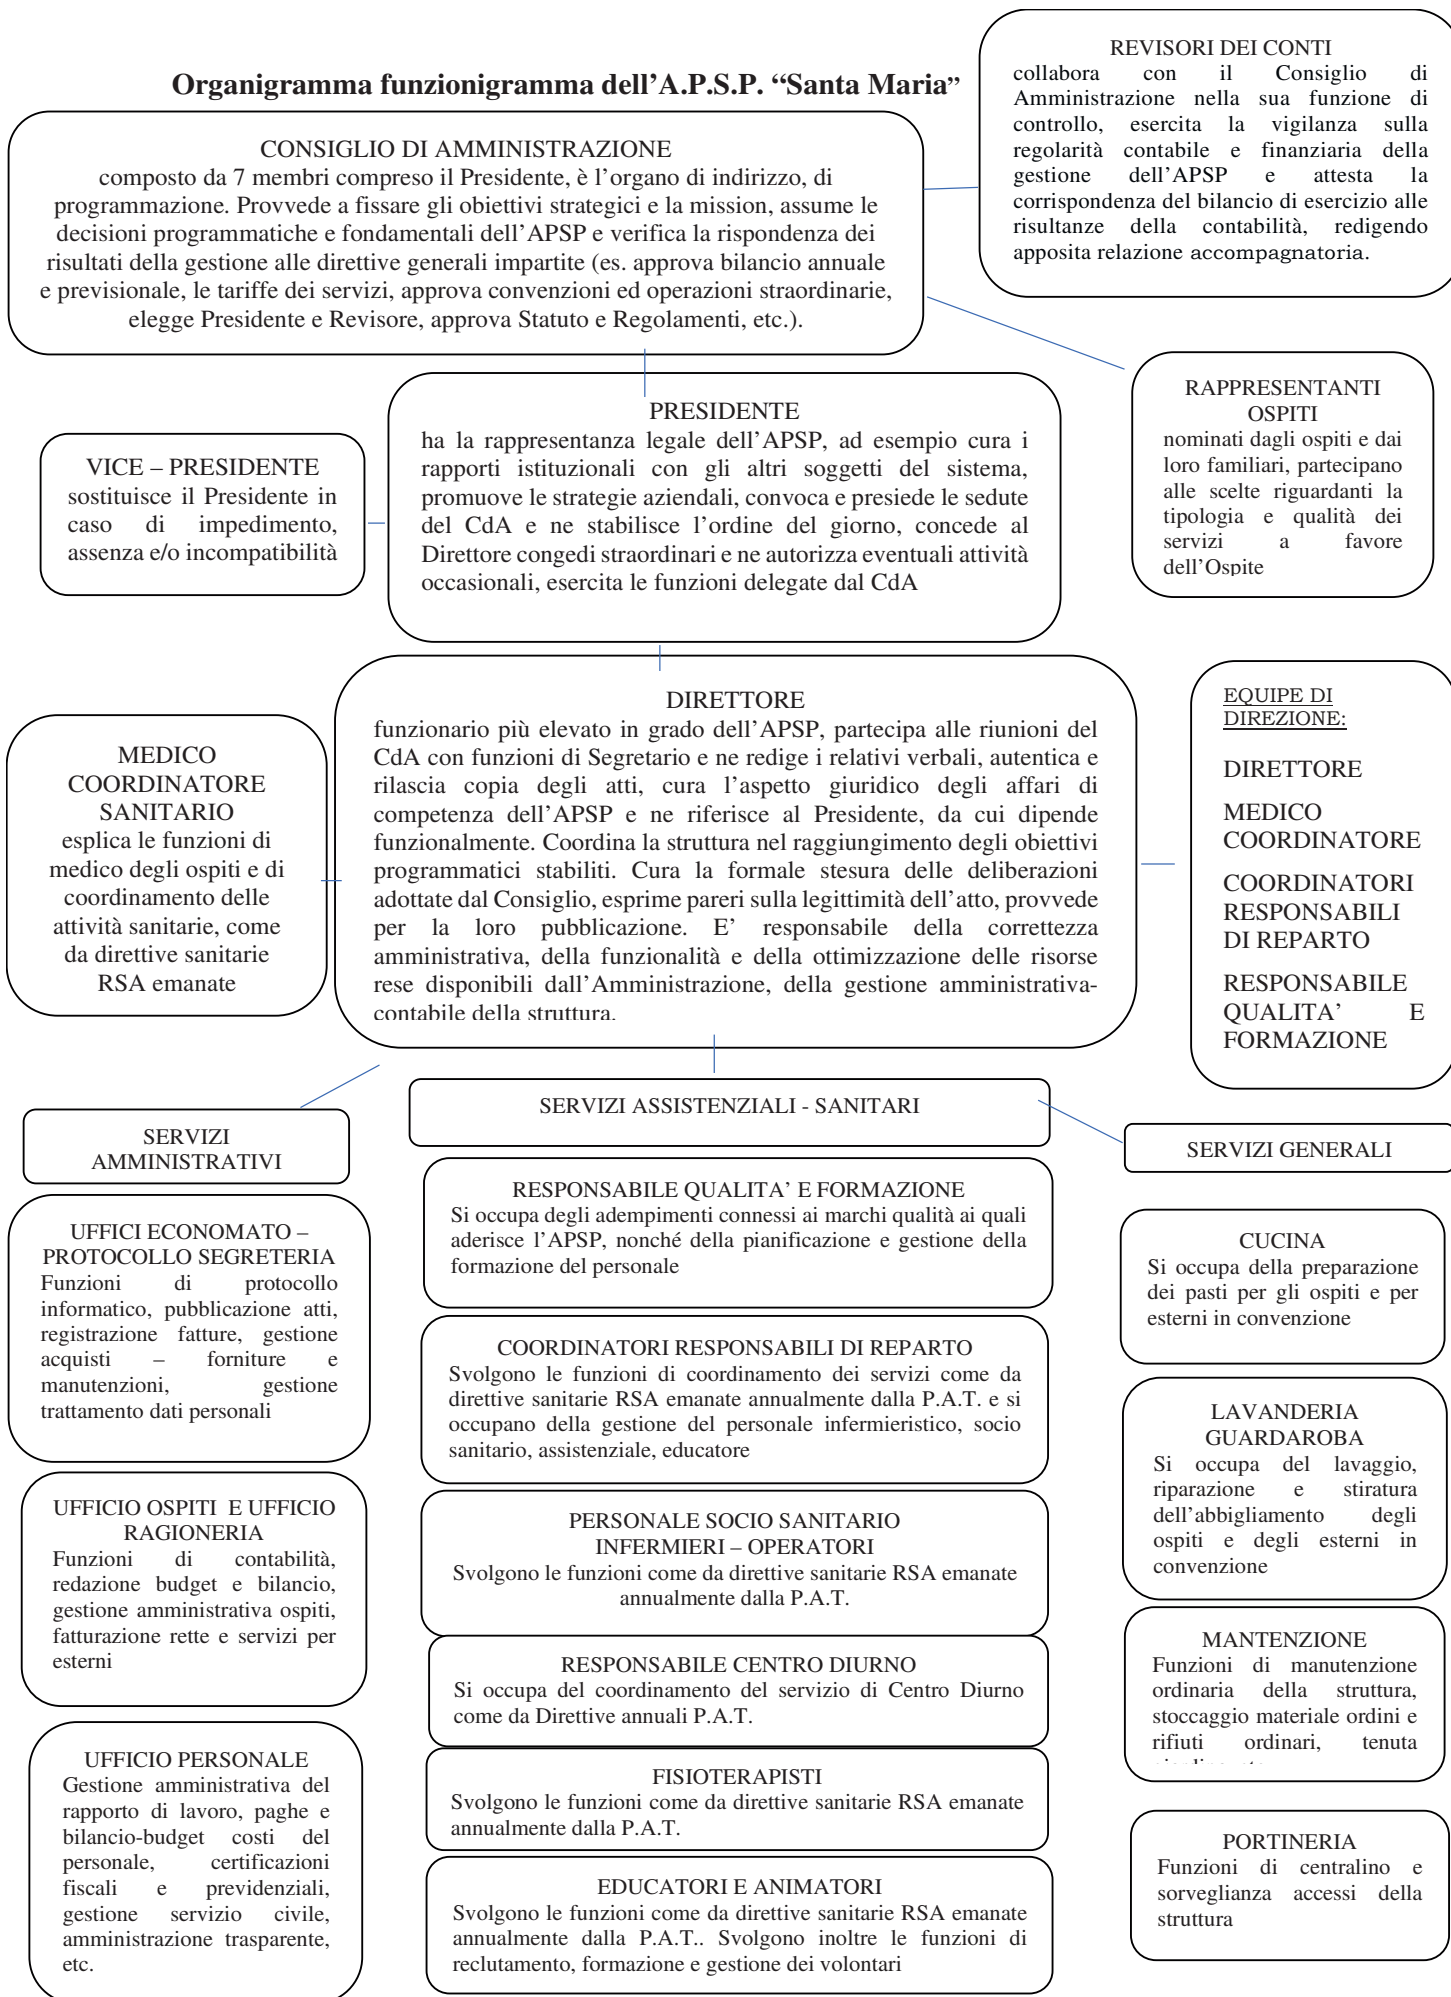 Organigramma funzionigramma dell’A.P.S.P. “Santa Maria”
REVISORI DEI CONTI
collabora con il Consiglio di
Amministrazione nella sua funzione di
controllo, esercita la vigilanza sulla
regolarità contabile e finanziaria della
gestione dell’APSP e attesta la
corrispondenza del bilancio di esercizio alle
risultanze della contabilità, redigendo
apposita relazione accompagnatoria.
CONSIGLIO DI AMMINISTRAZIONE
composto da 7 membri compreso il Presidente, è l’organo di indirizzo, di
programmazione. Provvede a fissare gli obiettivi strategici e la mission, assume le
decisioni programmatiche e fondamentali dell’APSP e verifica la rispondenza dei
risultati della gestione alle direttive generali impartite (es. approva bilancio annuale
e previsionale, le tariffe dei servizi, approva convenzioni ed operazioni straordinarie,
elegge Presidente e Revisore, approva Statuto e Regolamenti, etc.).
RAPPRESENTANTI
OSPITI
nominati dagli ospiti e dai
loro familiari, partecipano
alle scelte riguardanti la
tipologia e qualità dei
servizi a favore
dell’Ospite
PRESIDENTE
ha la rappresentanza legale dell’APSP, ad esempio cura i
rapporti istituzionali con gli altri soggetti del sistema,
promuove le strategie aziendali, convoca e presiede le sedute
del CdA e ne stabilisce l’ordine del giorno, concede al
Direttore congedi straordinari e ne autorizza eventuali attività
occasionali, esercita le funzioni delegate dal CdA
VICE – PRESIDENTE
sostituisce il Presidente in
caso di impedimento,
assenza e/o incompatibilità
DIRETTORE
funzionario più elevato in grado dell’APSP, partecipa alle riunioni del
CdA con funzioni di Segretario e ne redige i relativi verbali, autentica e
rilascia copia degli atti, cura l’aspetto giuridico degli affari di
competenza dell’APSP e ne riferisce al Presidente, da cui dipende
funzionalmente. Coordina la struttura nel raggiungimento degli obiettivi
programmatici stabiliti. Cura la formale stesura delle deliberazioni
adottate dal Consiglio, esprime pareri sulla legittimità dell’atto, provvede
per la loro pubblicazione. E’ responsabile della correttezza
amministrativa, della funzionalità e della ottimizzazione delle risorse
rese disponibili dall’Amministrazione, della gestione amministrativa-
contabile della struttura.
MEDICO
COORDINATORE
SANITARIO
esplica le funzioni di
medico degli ospiti e di
coordinamento delle
attività sanitarie, come
da direttive sanitarie
RSA emanate
EQUIPE DI
DIREZIONE:
DIRETTORE
MEDICO
COORDINATORE
COORDINATORI
RESPONSABILI
DI REPARTO
RESPONSABILE
QUALITA’ E
FORMAZIONE
SERVIZI
AMMINISTRATIVI
UFFICI ECONOMATO –
PROTOCOLLO SEGRETERIA
Funzioni di protocollo
informatico, pubblicazione atti,
registrazione fatture, gestione
acquisti – forniture e
manutenzioni, gestione
trattamento dati personali
UFFICIO OSPITI E UFFICIO
RAGIONERIA
Funzioni di contabilità,
redazione budget e bilancio,
gestione amministrativa ospiti,
fatturazione rette e servizi per
esterni
UFFICIO PERSONALE
Gestione amministrativa del
rapporto di lavoro, paghe e
bilancio-budget costi del
personale, certificazioni
fiscali e previdenziali,
gestione servizio civile,
amministrazione trasparente,
etc.
SERVIZI ASSISTENZIALI - SANITARI
RESPONSABILE QUALITA’ E FORMAZIONE
Si occupa degli adempimenti connessi ai marchi qualità ai quali
aderisce l’APSP, nonché della pianificazione e gestione della
formazione del personale
COORDINATORI RESPONSABILI DI REPARTO
Svolgono le funzioni di coordinamento dei servizi come da
direttive sanitarie RSA emanate annualmente dalla P.A.T. e si
occupano della gestione del personale infermieristico, socio
sanitario, assistenziale, educatore
PERSONALE SOCIO SANITARIO
INFERMIERI – OPERATORI
Svolgono le funzioni come da direttive sanitarie RSA emanate
annualmente dalla P.A.T.
RESPONSABILE CENTRO DIURNO
Si occupa del coordinamento del servizio di Centro Diurno
come da Direttive annuali P.A.T.
FISIOTERAPISTI
Svolgono le funzioni come da direttive sanitarie RSA emanate
annualmente dalla P.A.T.
EDUCATORI E ANIMATORI
Svolgono le funzioni come da direttive sanitarie RSA emanate
annualmente dalla P.A.T.. Svolgono inoltre le funzioni di
reclutamento, formazione e gestione dei volontari
SERVIZI GENERALI
CUCINA
Si occupa della preparazione
dei pasti per gli ospiti e per
esterni in convenzione
LAVANDERIA
GUARDAROBA
Si occupa del lavaggio,
riparazione e stiratura
dell’abbigliamento degli
ospiti e degli esterni in
convenzione
MANTENZIONE
Funzioni di manutenzione
ordinaria della struttura,
stoccaggio materiale ordini e
rifiuti ordinari, tenuta
PORTINERIA
Funzioni di centralino e
sorveglianza accessi della
struttura